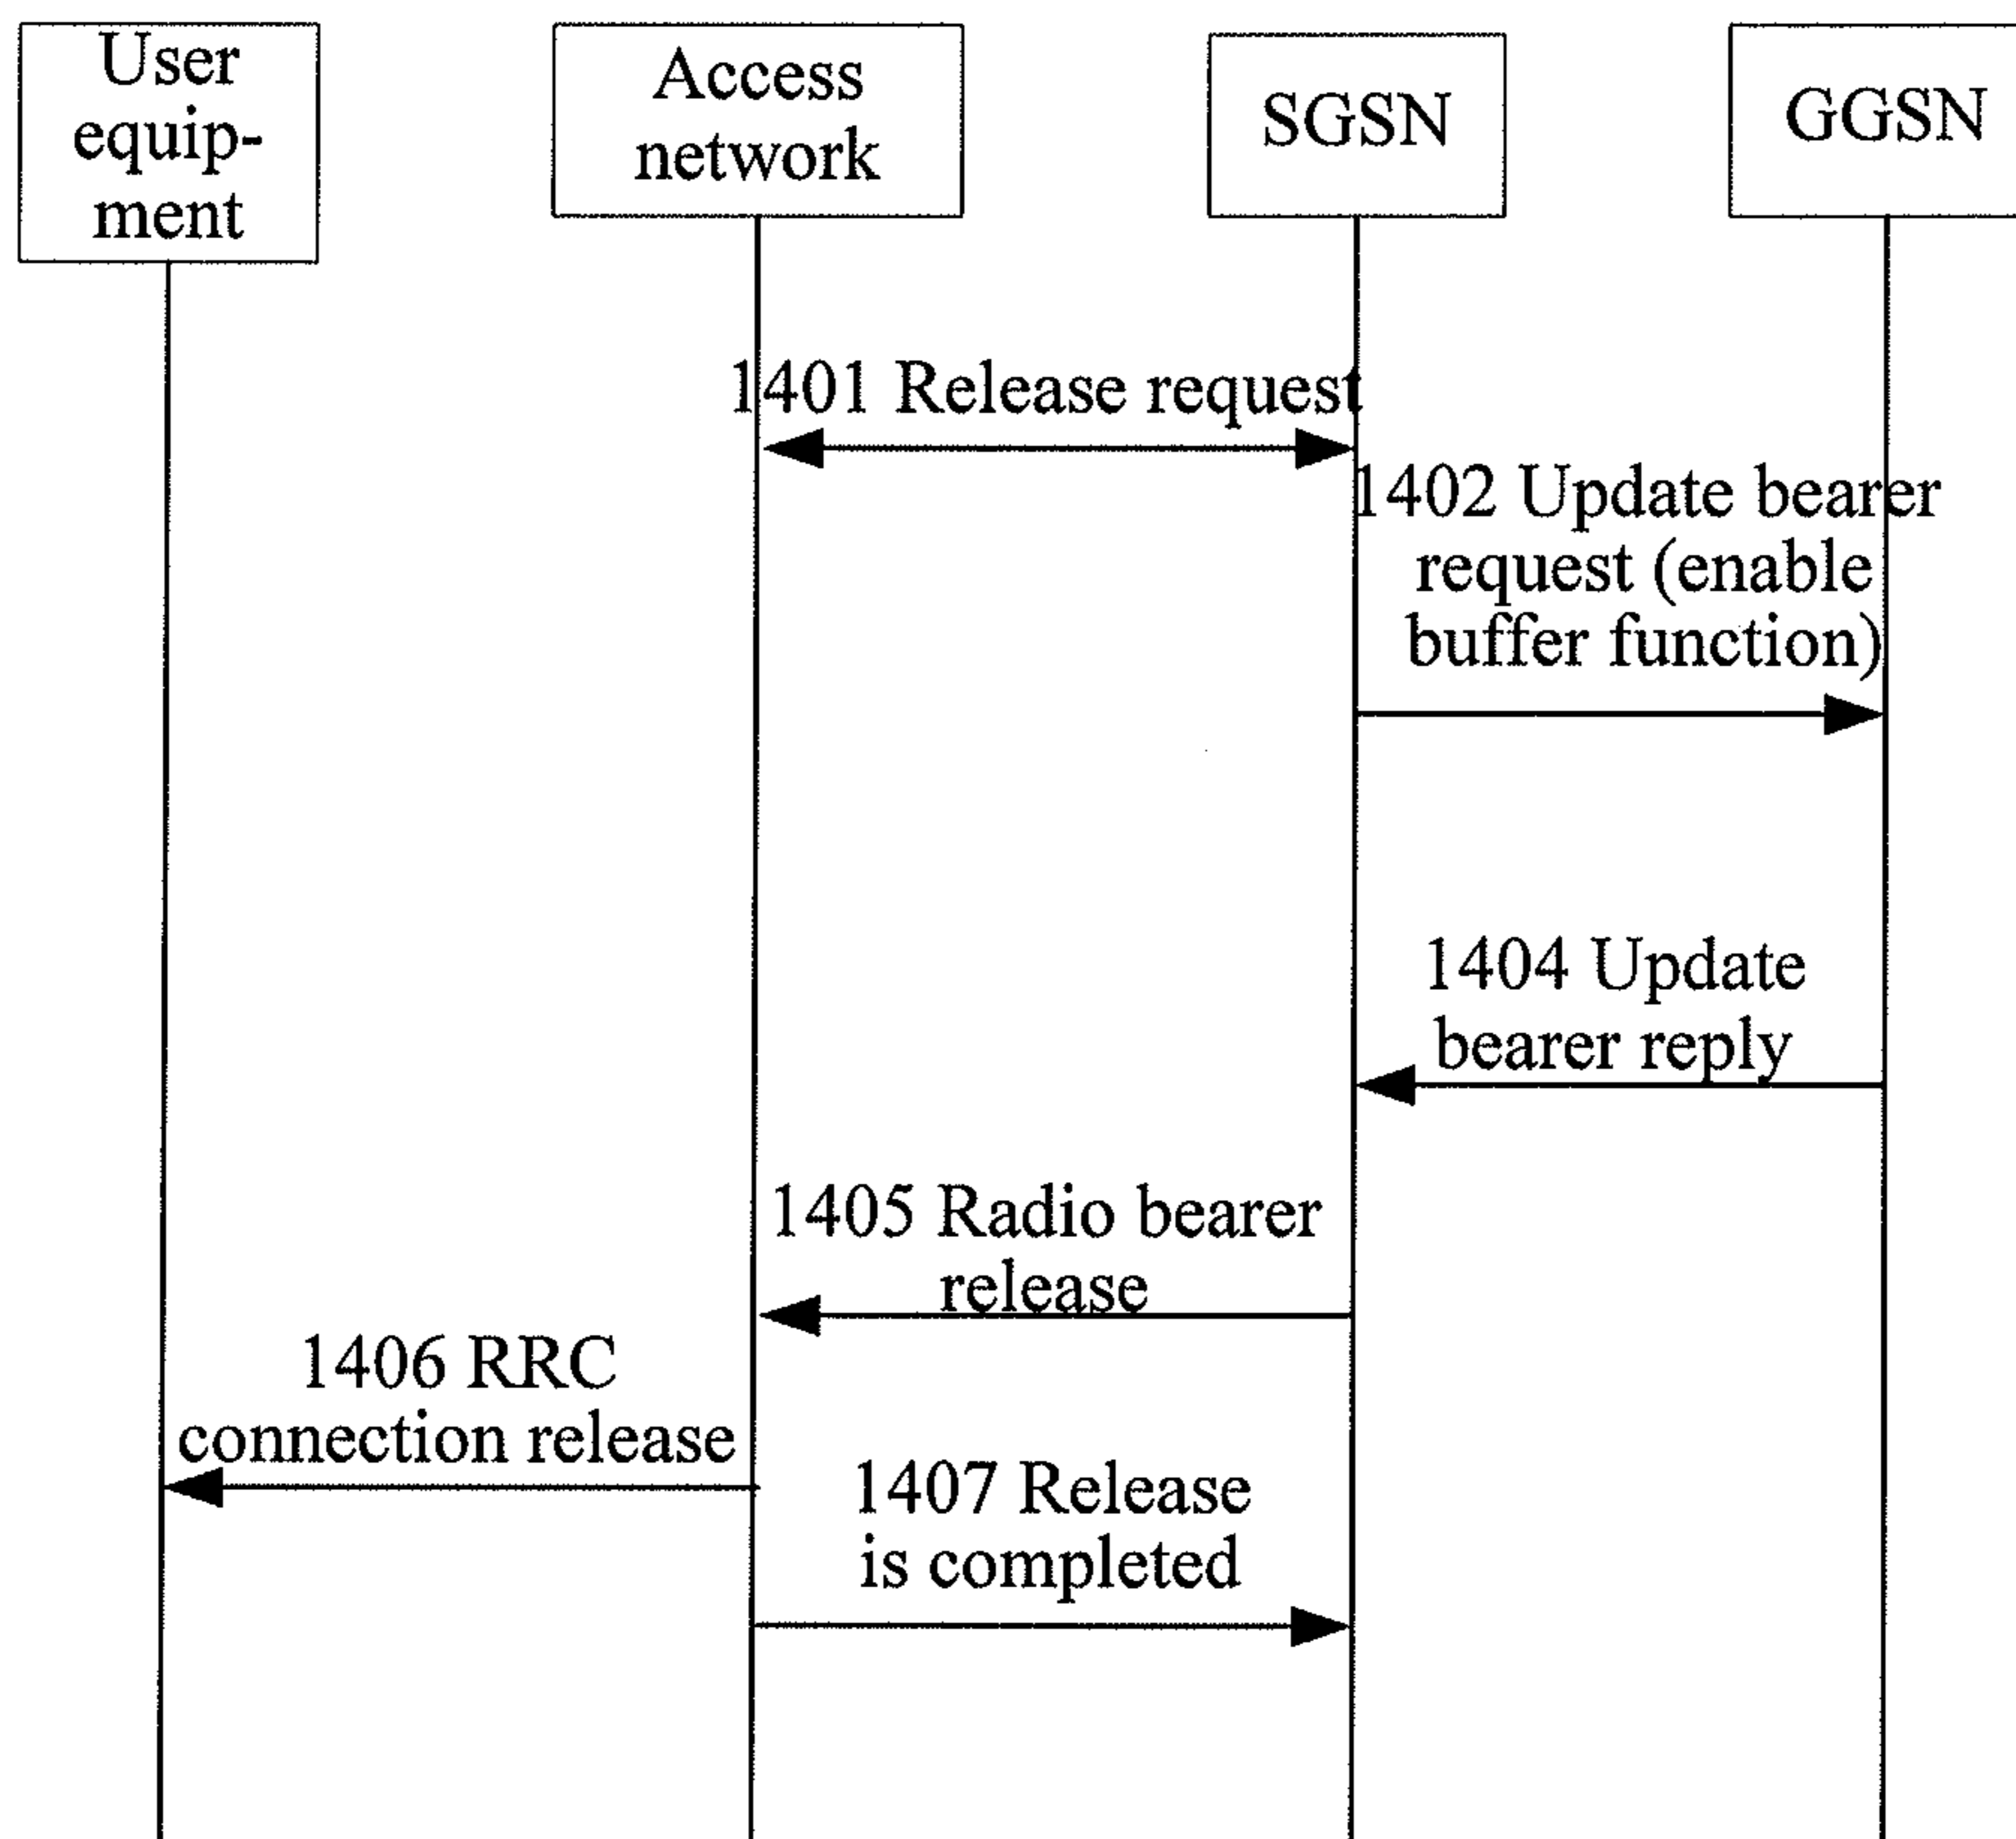 User
equip-
ment
Access
network
SGSN
GGSN
1401 Release request
1402 Update bearer
request (enable
buffer function)
1404 Update
bearer reply
1405 Radio bearer
release
1406 RRC
connection release
1407 Release
is completed